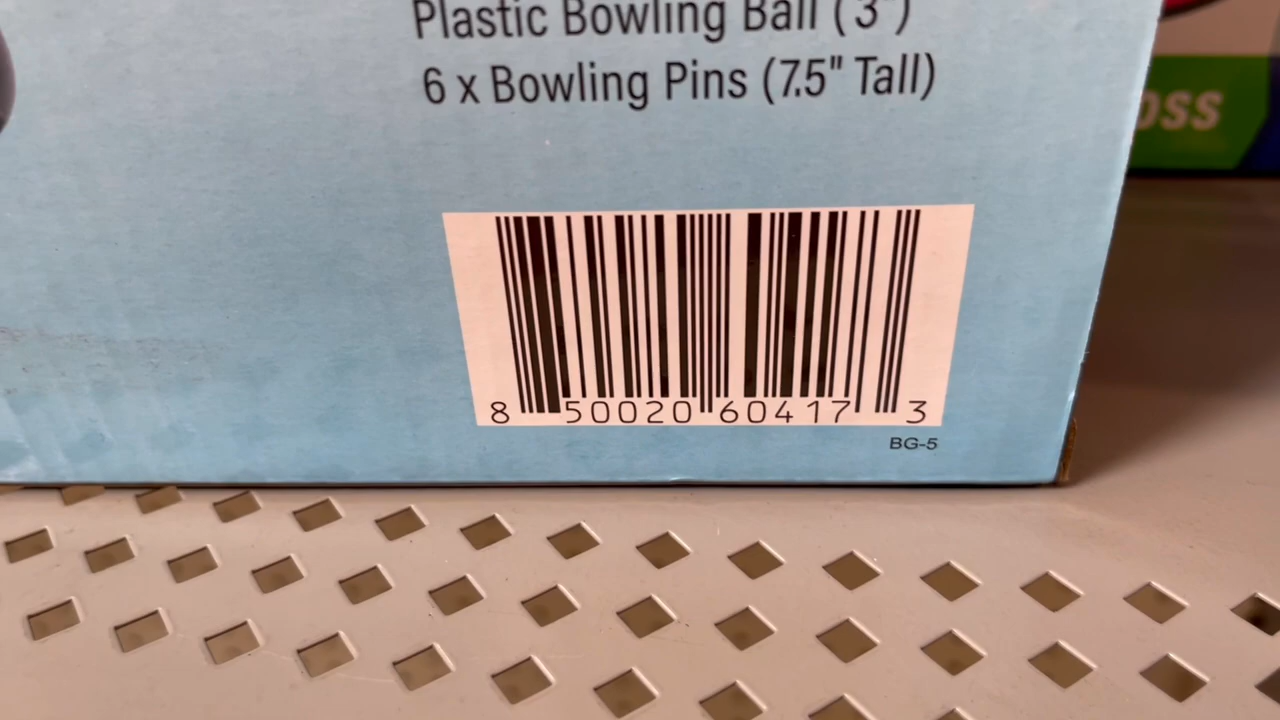 Plastic Bowling Ball (3")
6 x Bowling Pins (7.5" Tall)
OSS
8 50020 60417 3
BG-5